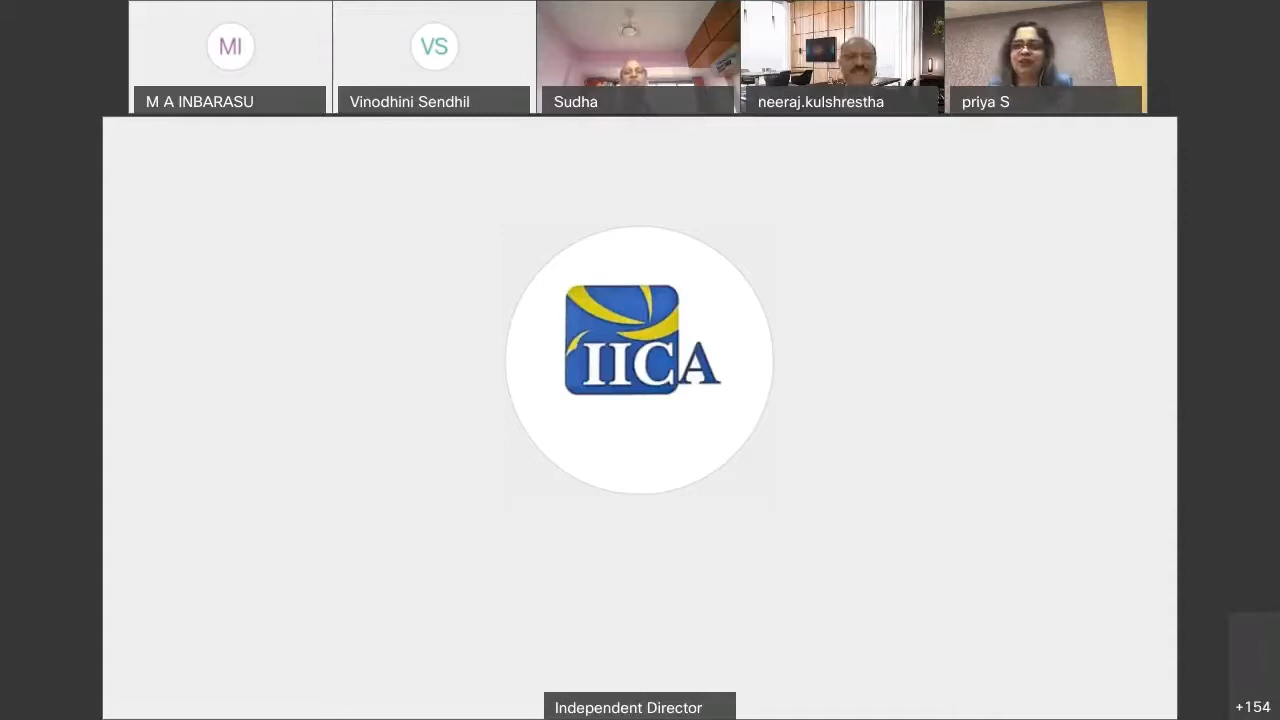 MI
VS
M A INBARASU
Vinodhini Sendhil
Sudha
neeraj.kulshrestha
priya S
IICA
Independent Director
+154